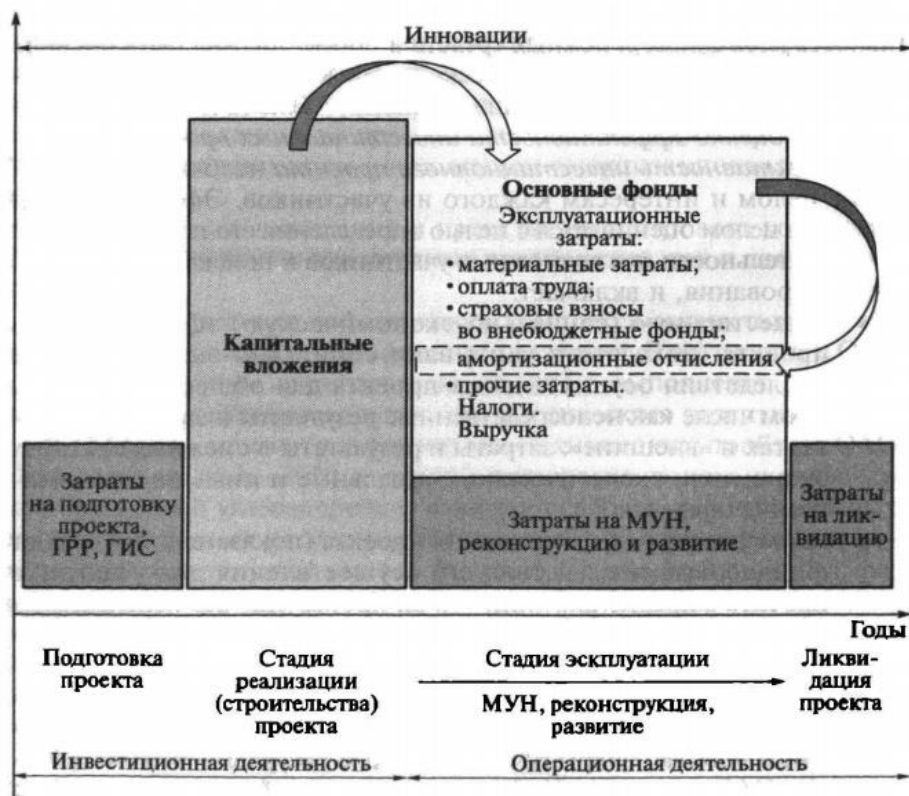 Инновации
Основные фонды
Эксплуатационные
затраты:
• материальные затраты;
• оплата труда;
• страховые взносы
во внебюджетные фонды;
• амортизационные отчисления
• прочие затраты.
Налоги.
Выручка
Капитальные
вложения
Затраты
на подготовку
проекта,
ГРР, ГИС
Затраты на МУН,
реконструкцию и развитие
Затраты
на лик-
видацию
Годы
Подготовка
проекта
Стадия
реализации
(строительства)
проекта
Стадия эскплуатации
МУН, реконструкция,
развитие
Ликви-
дация
проекта
Инвестиционная деятельность
Операционная деятельность